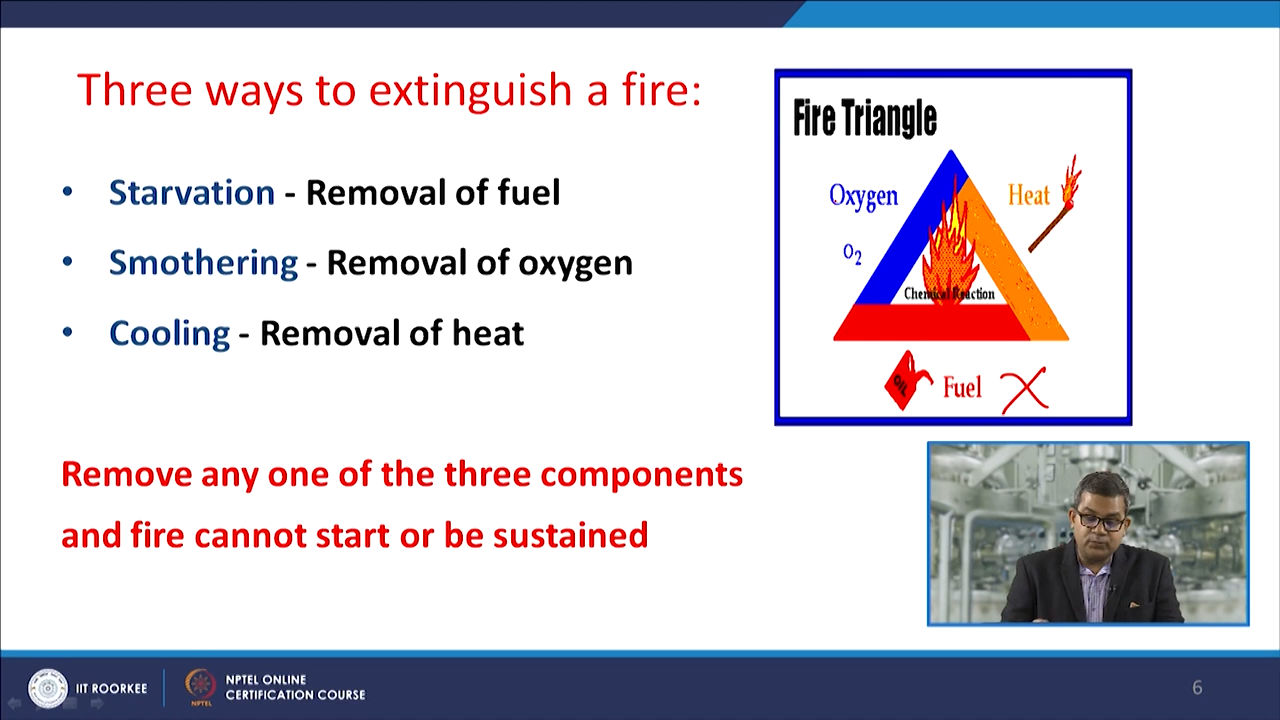 Three ways to extinguish a fire:
• Starvation - Removal of fuel
• Smothering - Removal of oxygen
• Cooling - Removal of heat
Remove any one of the three components
and fire cannot start or be sustained
Fire Triangle
Oxygen
O₂
Heat
Chemical Reaction
OIL
Fuel
IIT ROORKEE
NPTEL
NPTEL ONLINE
CERTIFICATION COURSE
6